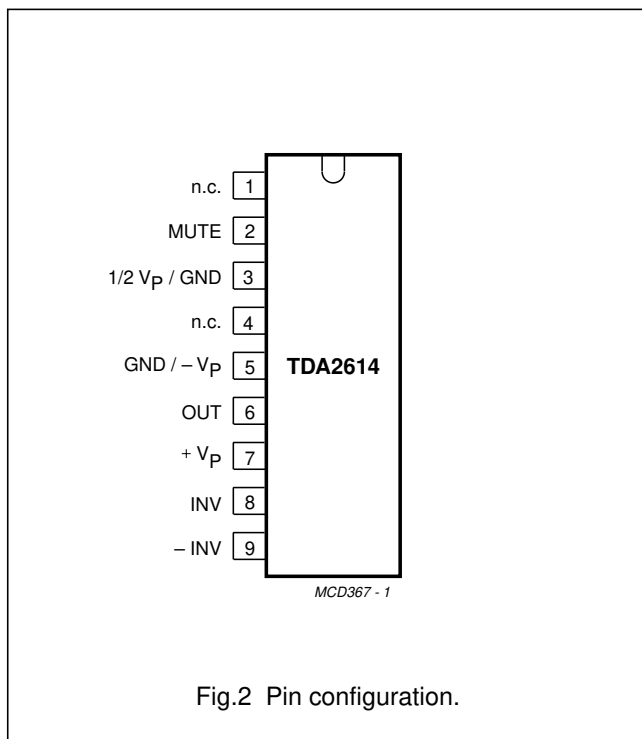 n.c. 1
MUTE 2
1/2 VP / GND 3
n.c. 4
GND / – VP 5
TDA2614
OUT 6
+ VP 7
INV 8
– INV 9
MCD367 - 1
Fig.2 Pin configuration.